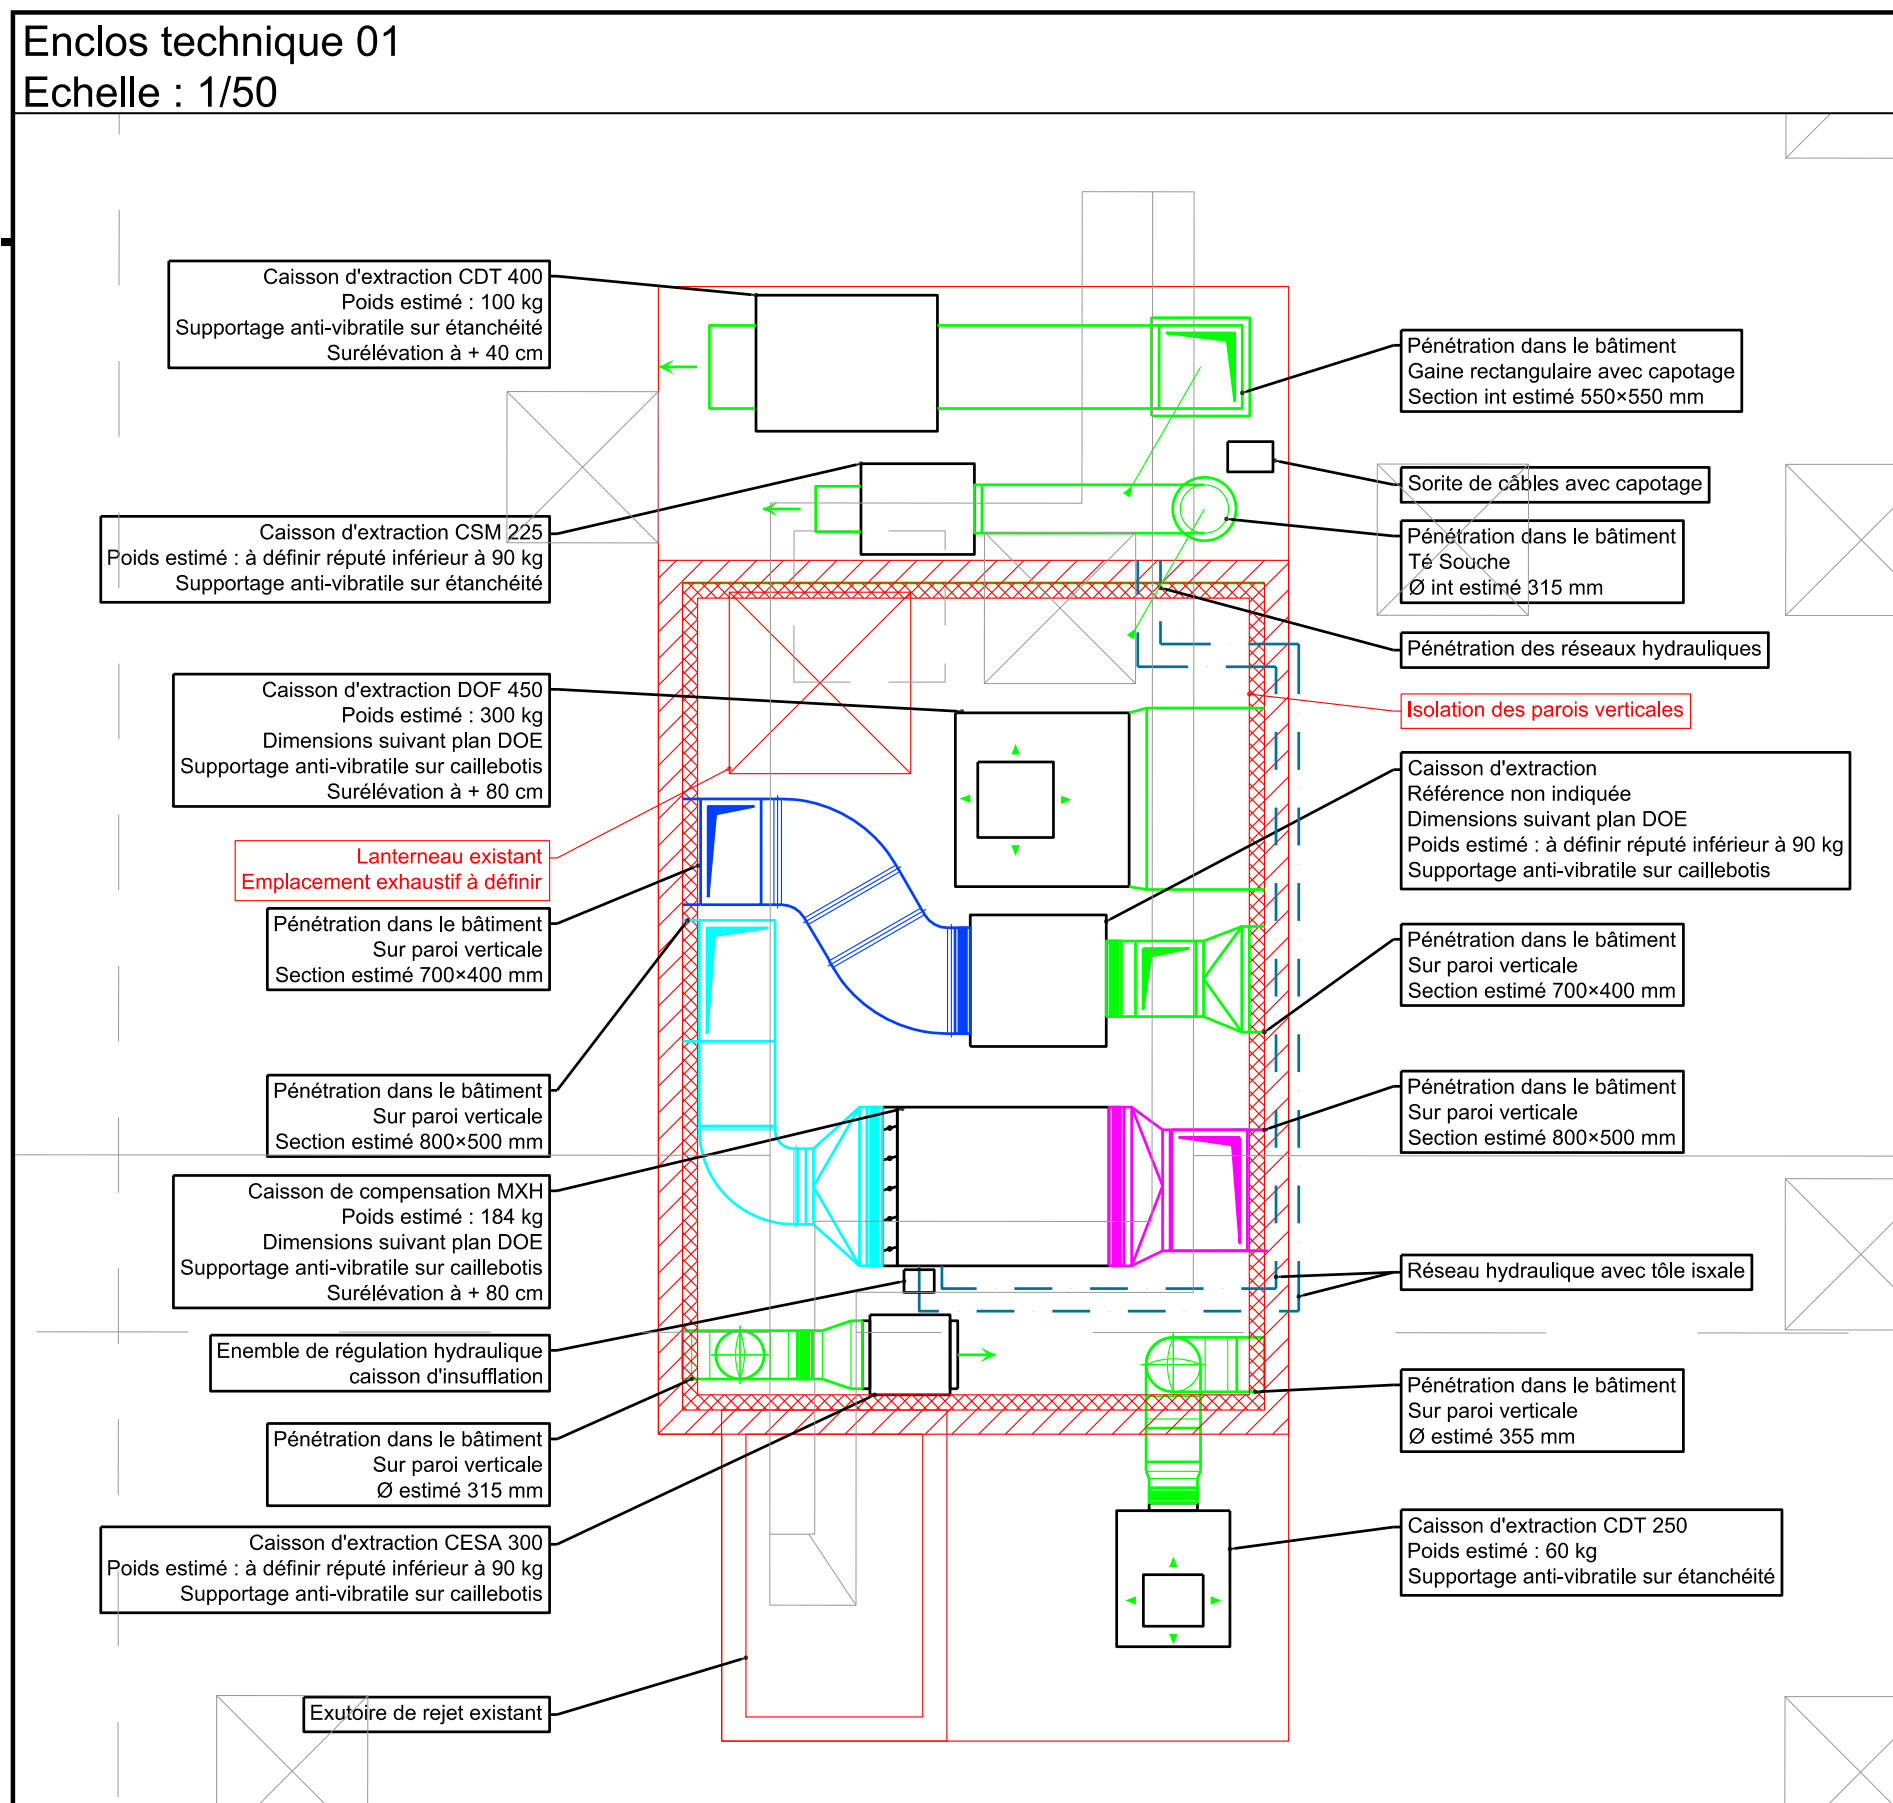 Enclos technique 01
Echelle : 1/50
Caisson d'extraction CDT 400
Poids estimé : 100 kg
Supportage anti-vibratile sur étanchéité
Surélévation à + 40 cm
Caisson d'extraction CSM 225
Poids estimé : à définir réputé inférieur à 90 kg
Supportage anti-vibratile sur étanchéité
Caisson d'extraction DOF 450
Poids estimé : 300 kg
Dimensions suivant plan DOE
Supportage anti-vibratile sur caillebotis
Surélévation à + 80 cm
Lanterneau existant
Emplacement exhaustif à définir
Pénétration dans le bâtiment
Sur paroi verticale
Section estimé 700×400 mm
Pénétration dans le bâtiment
Sur paroi verticale
Section estimé 800×500 mm
Caisson de compensation MXH
Poids estimé : 184 kg
Dimensions suivant plan DOE
Supportage anti-vibratile sur caillebotis
Surélévation à + 80 cm
Enemble de régulation hydraulique
caisson d'insufflation
Pénétration dans le bâtiment
Sur paroi verticale
Ø estimé 315 mm
Caisson d'extraction CESA 300
Poids estimé : à définir réputé inférieur à 90 kg
Supportage anti-vibratile sur caillebotis
Exutoire de rejet existant
Pénétration dans le bâtiment
Gaine rectangulaire avec capotage
Section int estimé 550×550 mm
Sorite de câbles avec capotage
Pénétration dans le bâtiment
Té Souche
Ø int estimé 315 mm
Pénétration des réseaux hydrauliques
Isolation des parois verticales
Caisson d'extraction
Référence non indiquée
Dimensions suivant plan DOE
Poids estimé : à définir réputé inférieur à 90 kg
Supportage anti-vibratile sur caillebotis
Pénétration dans le bâtiment
Sur paroi verticale
Section estimé 700×400 mm
Pénétration dans le bâtiment
Sur paroi verticale
Section estimé 800×500 mm
Réseau hydraulique avec tôle isxale
Pénétration dans le bâtiment
Sur paroi verticale
Ø estimé 355 mm
Caisson d'extraction CDT 250
Poids estimé : 60 kg
Supportage anti-vibratile sur étanchéité